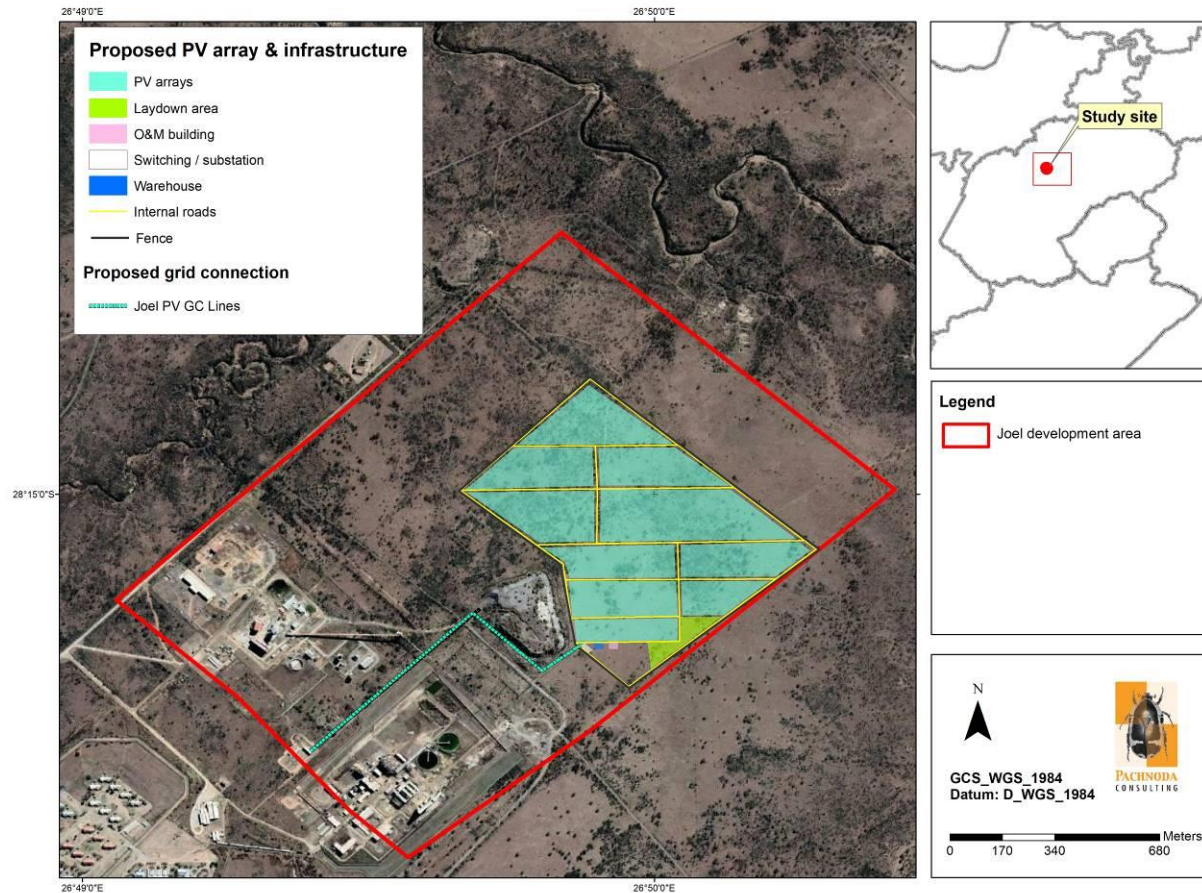 26°49'0"E
26°50'0"E
Proposed PV array & infrastructure
PV arrays
Laydown area
O&M building
Switching / substation
Warehouse
Internal roads
Fence
Proposed grid connection
Joel PV GC Lines
28°15'0"S
26°49'0"E
26°50'0"E
Study site
Legend
Joel development area
N
GCS_WGS_1984
Datum: D_WGS_1984
PACHNODA
CONSULTING
Meters
0 170 340 680